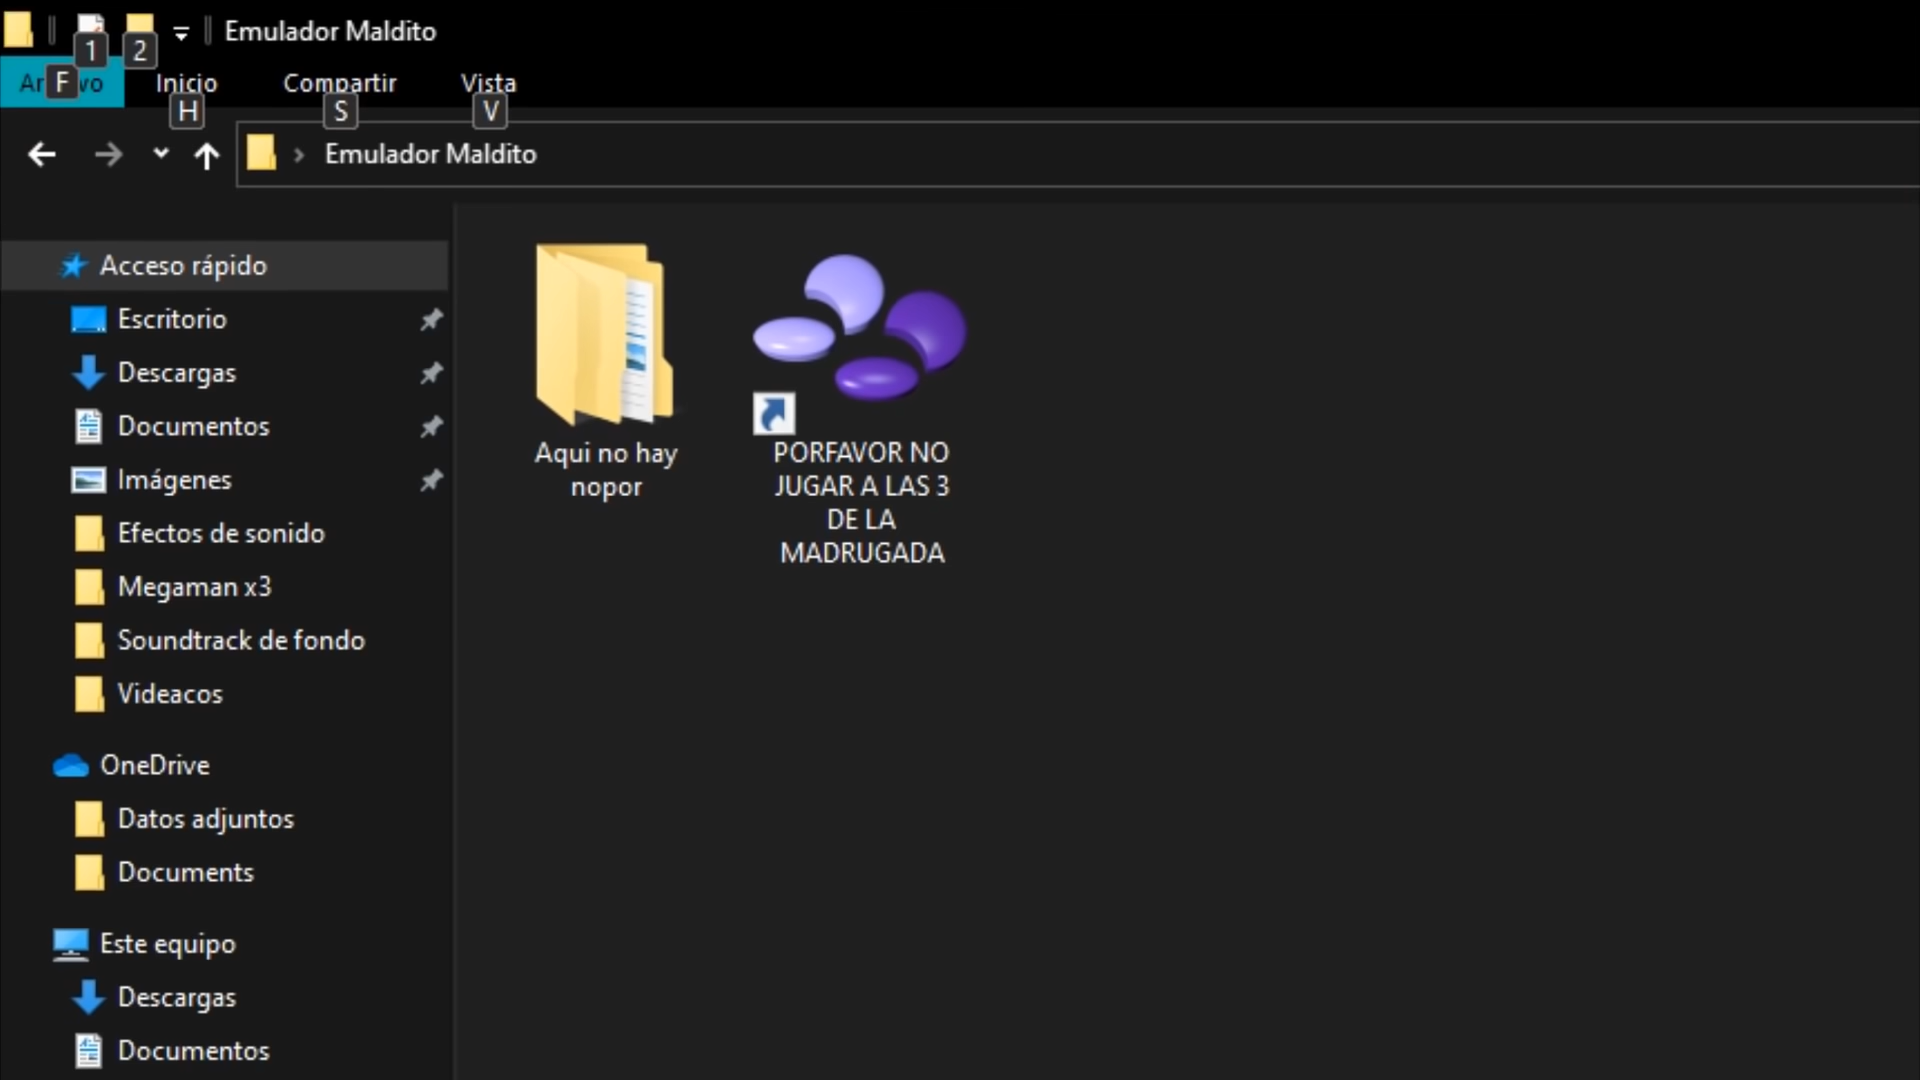 1
2
Emulador Maldito
F
Inicio
Compartir
Vista
H
S
V
Emulador Maldito
Acceso rápido
Escritorio
Descargas
Documentos
Imágenes
Efectos de sonido
Megaman x3
Soundtrack de fondo
Videacos
OneDrive
Datos adjuntos
Documents
Este equipo
Descargas
Documentos
Aqui no hay
nopor
PORFAVOR NO
JUGAR A LAS 3
DE LA
MADRUGADA